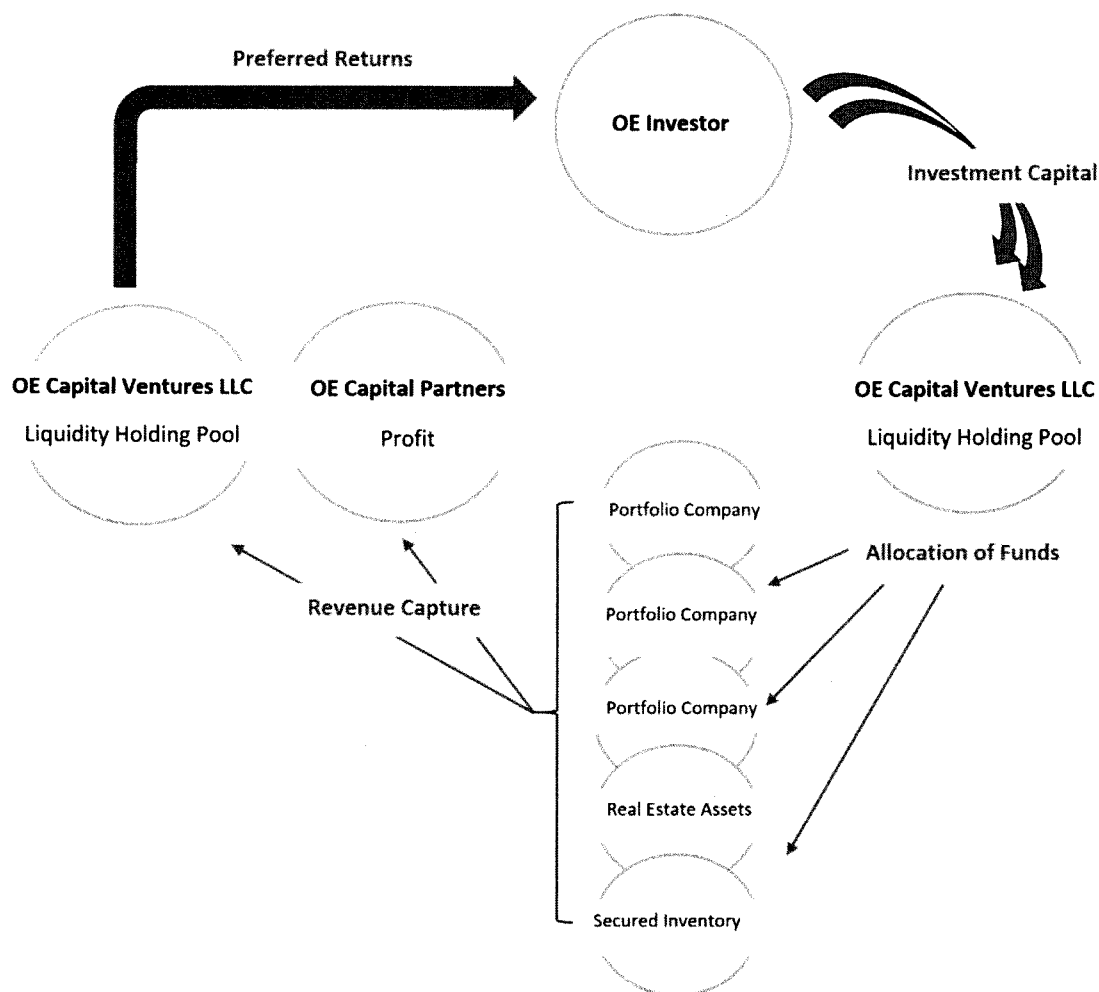 Preferred Returns
OE Investor
Investment Capital
OE Capital Ventures LLC
Liquidity Holding Pool
OE Capital Partners
Profit
OE Capital Ventures LLC
Liquidity Holding Pool
Portfolio Company
Allocation of Funds
Revenue Capture
Portfolio Company
Portfolio Company
Real Estate Assets
Secured Inventory